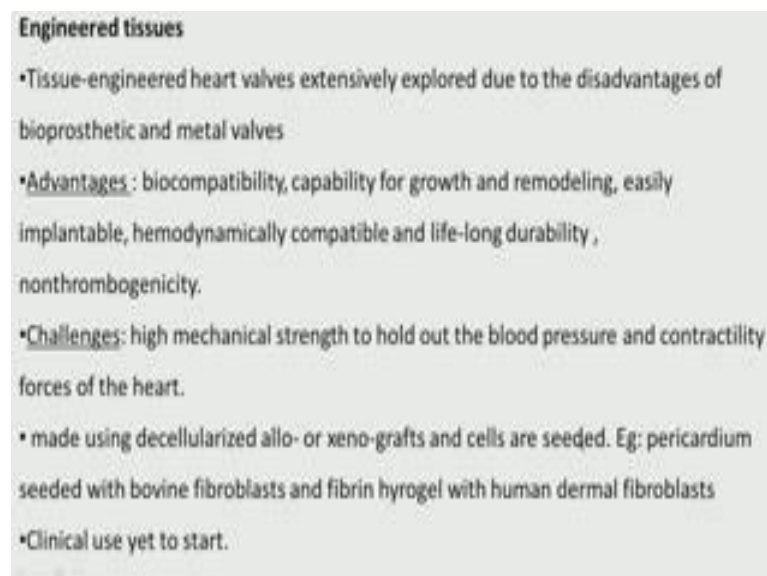 Engineered tissues
•Tissue-engineered heart valves extensively explored due to the disadvantages of
bioprosthetic and metal valves
•Advantages : biocompatibility, capability for growth and remodeling, easily
implantable, hemodynamically compatible and life-long durability ,
nonthrombogenicity.
•Challenges: high mechanical strength to hold out the blood pressure and contractility
forces of the heart.
• made using decellularized allo- or xeno-grafts and cells are seeded. Eg: pericardium
seeded with bovine fibroblasts and fibrin hyrogel with human dermal fibroblasts
•Clinical use yet to start.